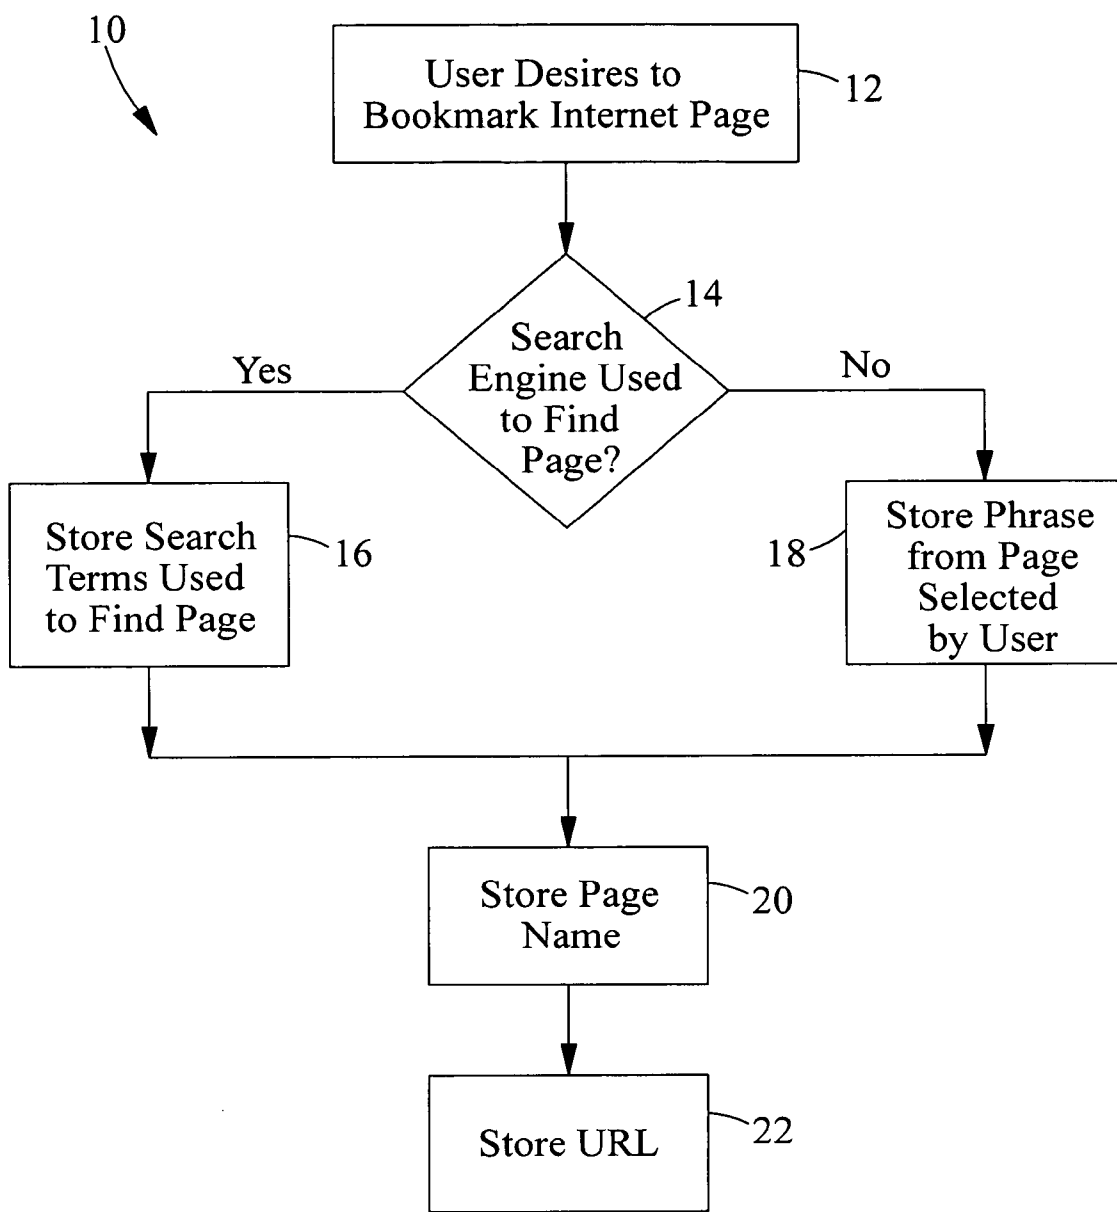 10
User Desires to
Bookmark Internet Page
12
14
Search
Engine Used
to Find
Page?
Yes
No
Store Search
Terms Used
to Find Page
16
18
Store Phrase
from Page
Selected
by User
Store Page
Name
20
Store URL
22